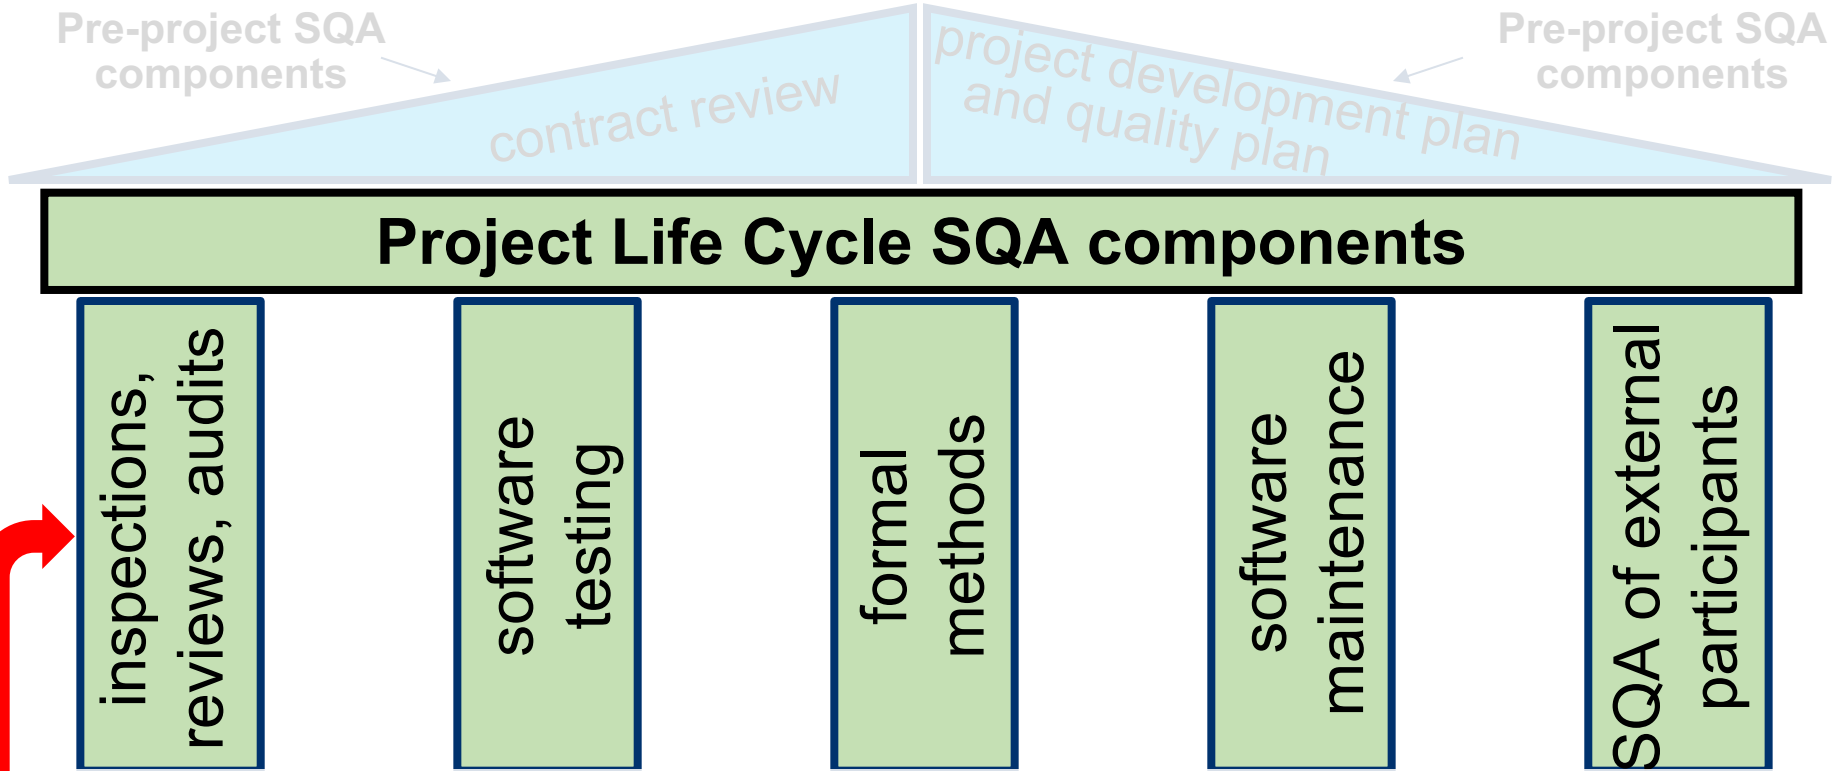 Pre-project SQA
components
contract review
project development plan
and quality plan
Pre-project SQA
components
Project Life Cycle SQA components
inspections,
reviews, audits
software
testing
formal
methods
software
maintenance
SQA of external
participants